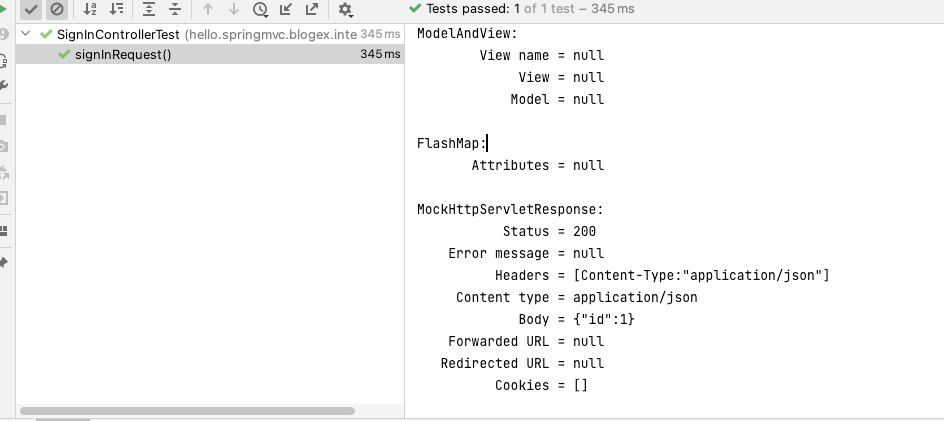 Tests passed: 1 of 1 test – 345 ms
SignInControllerTest (hello.springmvc.blogex.inte 345 ms
signInRequest() 345 ms
ModelAndView:
View name = null
View = null
Model = null
FlashMap:
Attributes = null
MockHttpServletResponse:
Status = 200
Error message = null
Headers = [Content-Type:"application/json"]
Content type = application/json
Body = {"id":1}
Forwarded URL = null
Redirected URL = null
Cookies = []